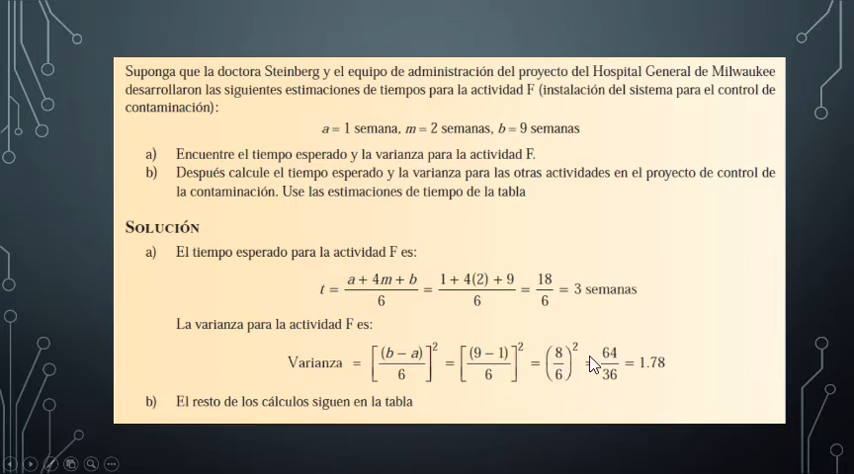 Suponga que la doctora Steinberg y el equipo de administración del proyecto del Hospital General de Milwaukee
desarrollaron las siguientes estimaciones de tiempos para la actividad F (instalación del sistema para el control de
contaminación):
a = 1 semana, m = 2 semanas, b = 9 semanas
a) Encuentre el tiempo esperado y la varianza para la actividad F.
b) Después calcule el tiempo esperado y la varianza para las otras actividades en el proyecto de control de
la contaminación. Use las estimaciones de tiempo de la tabla
SOLUCIÓN
a) El tiempo esperado para la actividad F es:
t = (a + 4m + b)/6 = (1 + 4(2) + 9)/6 = 18/6 = 3 semanas
La varianza para la actividad F es:
Varianza = [(b − a)/6]² = [(9 − 1)/6]² = (8/6)² = 64/36 = 1.78
b) El resto de los cálculos siguen en la tabla